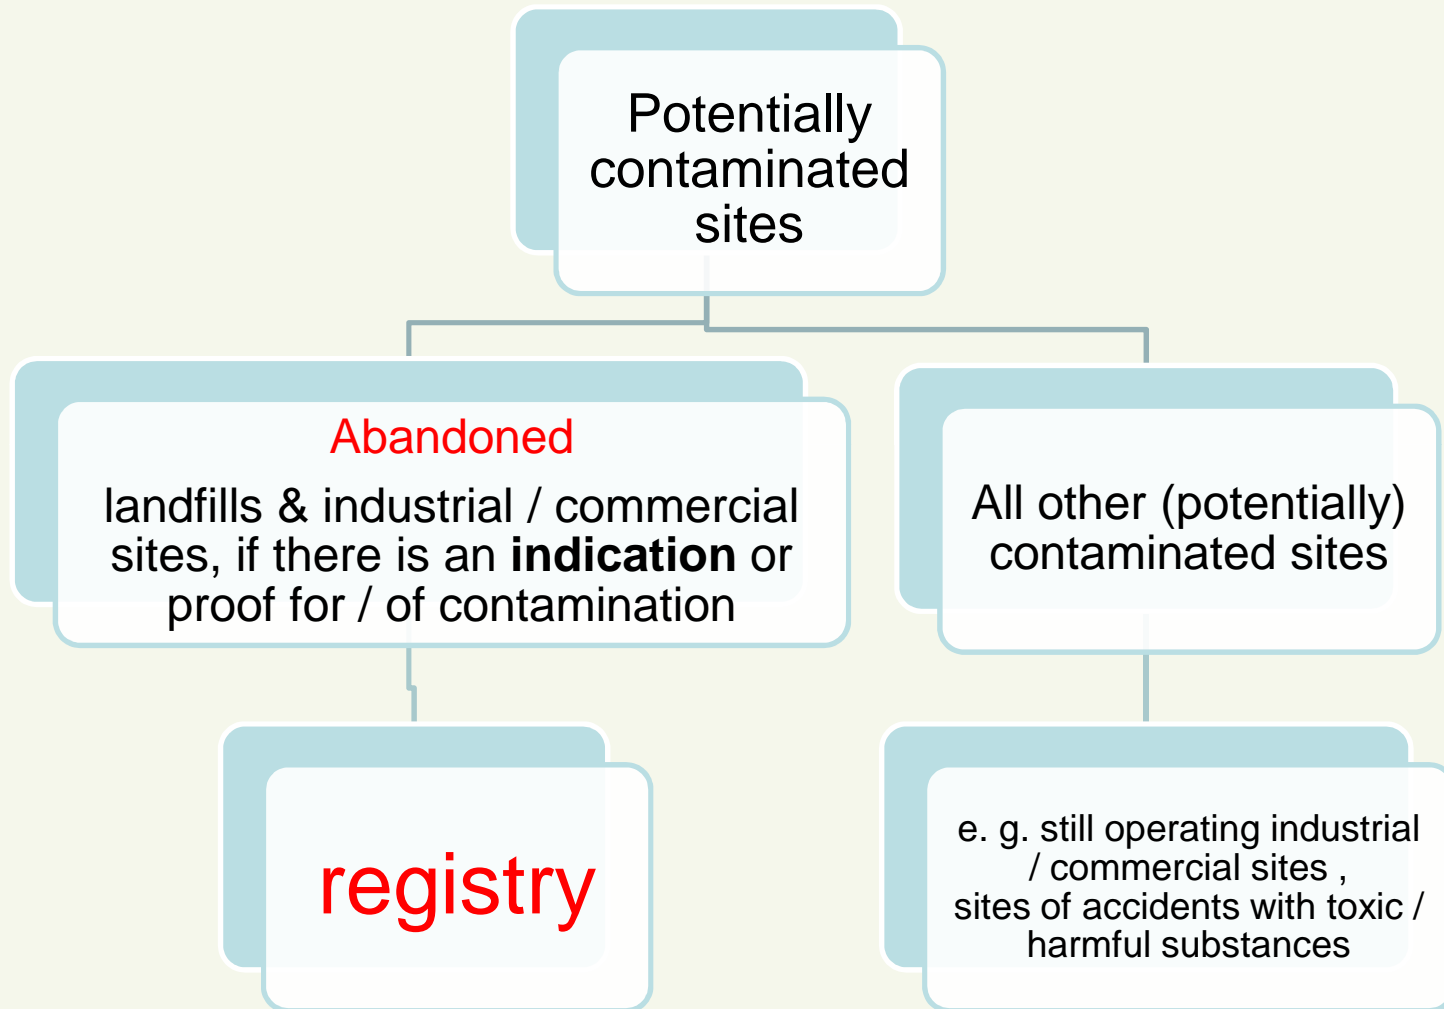 Potentially
contaminated
sites
Abandoned
landfills & industrial / commercial
sites, if there is an indication or
proof for / of contamination
All other (potentially)
contaminated sites
registry
e. g. still operating industrial
/ commercial sites ,
sites of accidents with toxic /
harmful substances